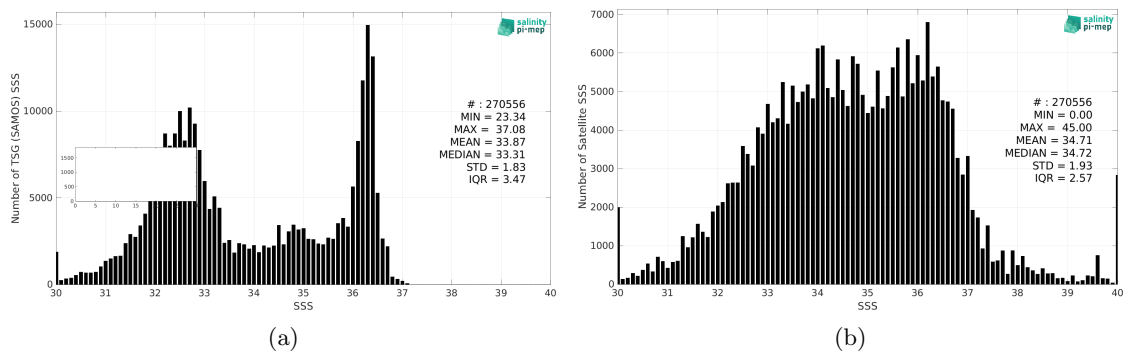 salinity
pi-mep
Number of TSG (SAMOS) SSS
15000
10000
5000
0
# : 270556
MIN = 23.34
MAX = 37.08
MEAN = 33.87
MEDIAN = 33.31
STD = 1.83
IQR = 3.47
1500
1000
500
0
0 5 10 15
30 31 32 33 34 35 36 37 38 39 40
SSS
(a)
salinity
pi-mep
Number of Satellite SSS
7000
6000
5000
4000
3000
2000
1000
0
# : 270556
MIN = 0.00
MAX = 45.00
MEAN = 34.71
MEDIAN = 34.72
STD = 1.93
IQR = 2.57
30 31 32 33 34 35 36 37 38 39 40
SSS
(b)